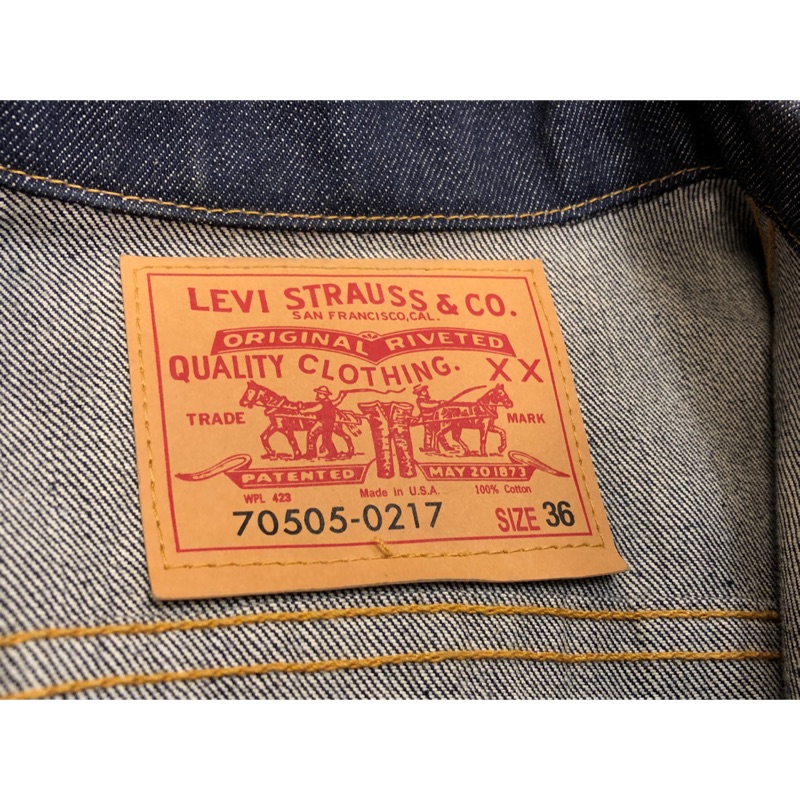 LEVI STRAUSS & CO.
SAN FRANCISCO, CAL.
ORIGINAL RIVETED
QUALITY CLOTHING. XX
TRADE MARK
PATENTED MAY 20 1873
WPL 423 Made in U.S.A. 100% Cotton
70505-0217 SIZE 36